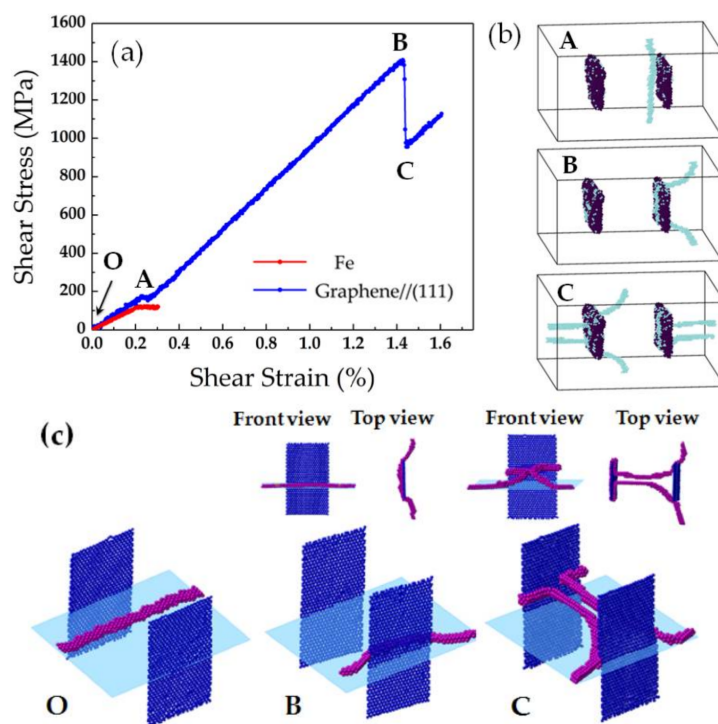 (a)
Shear Stress (MPa)
1600
1400
1200
1000
800
600
400
200
0
B
C
O
A
Fe
Graphene//(111)
0.0 0.2 0.4 0.6 0.8 1.0 1.2 1.4 1.6
Shear Strain (%)
(b)
A
B
C
(c)
Front view Top view
Front view Top view
O
B
C